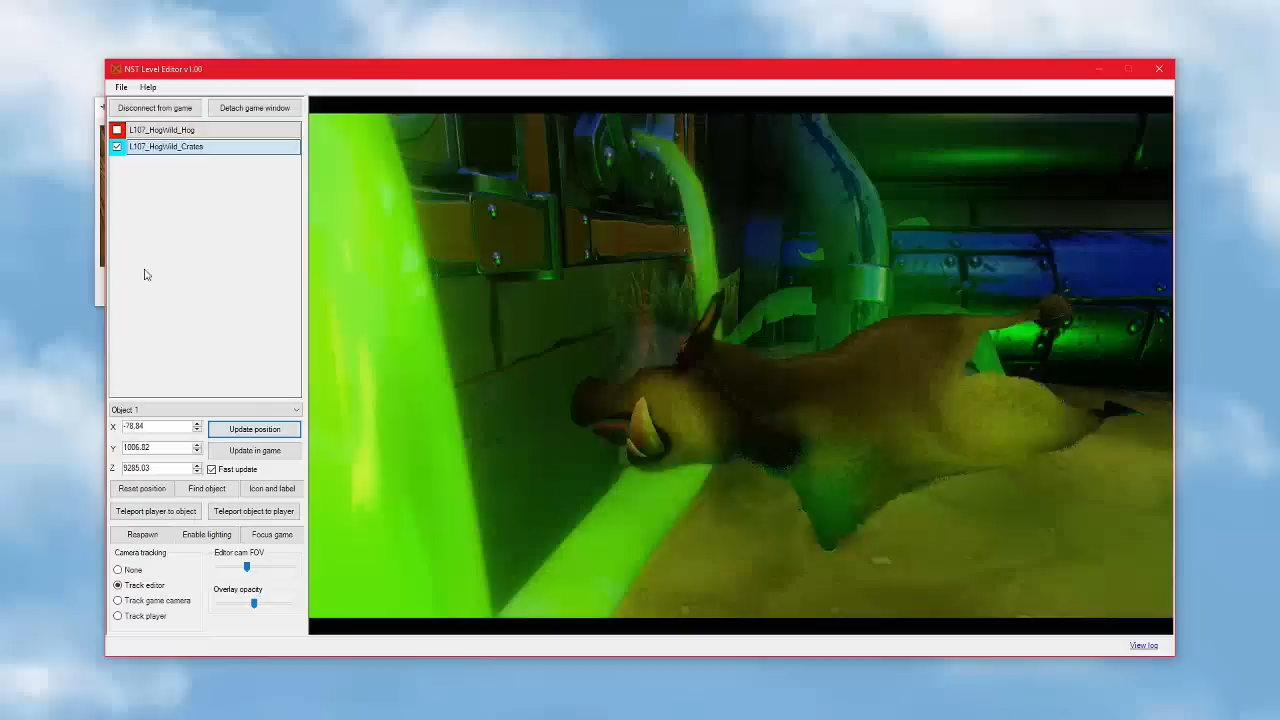 NST Level Editor v1.00
File Help
Disconnect from game Detach game window
L107_HogWild_Hog
L107_HogWild_Crates
Object 1
X -78.84 Update position
Y 1006.82 Update in game
Z 9285.03 Fast update
Reset position Find object Icon and label
Teleport player to object Teleport object to player
Respawn Enable lighting Focus game
Camera tracking Editor cam FOV
None
Track editor Overlay opacity
Track game camera
Track player
View log